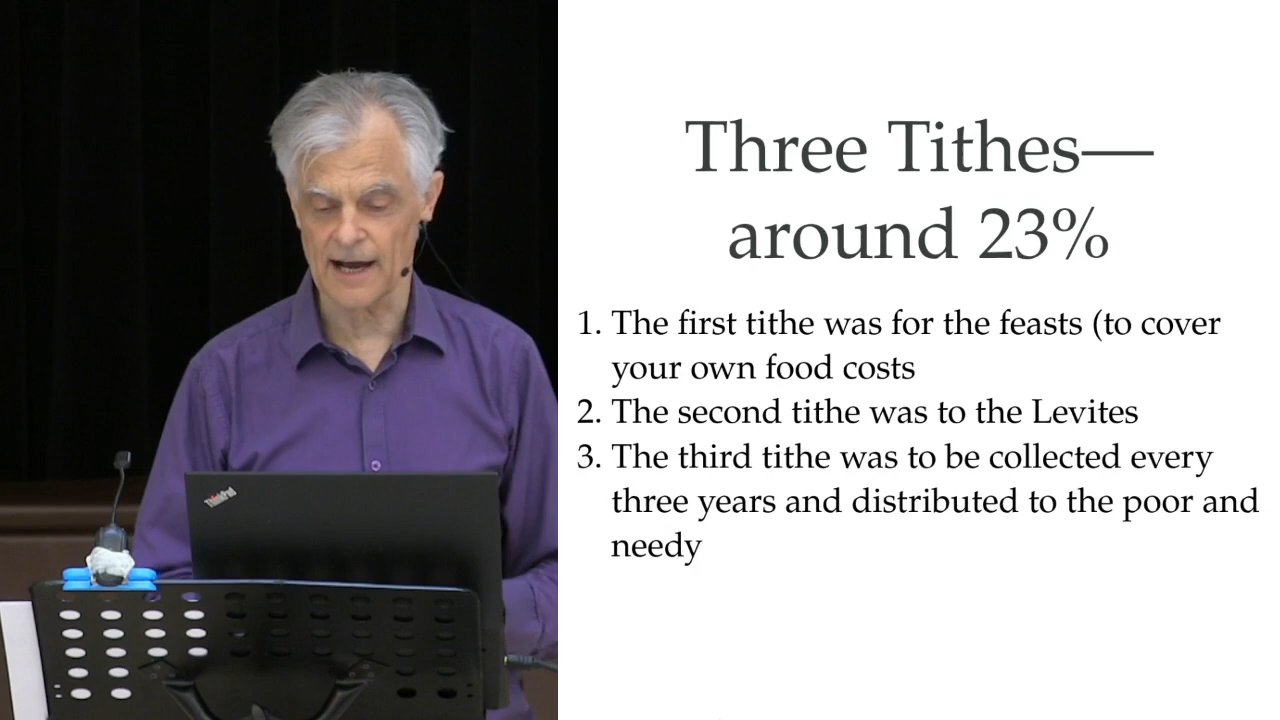 Three Tithes—
around 23%
1. The first tithe was for the feasts (to cover
your own food costs
2. The second tithe was to the Levites
3. The third tithe was to be collected every
three years and distributed to the poor and
needy
ThinkPad